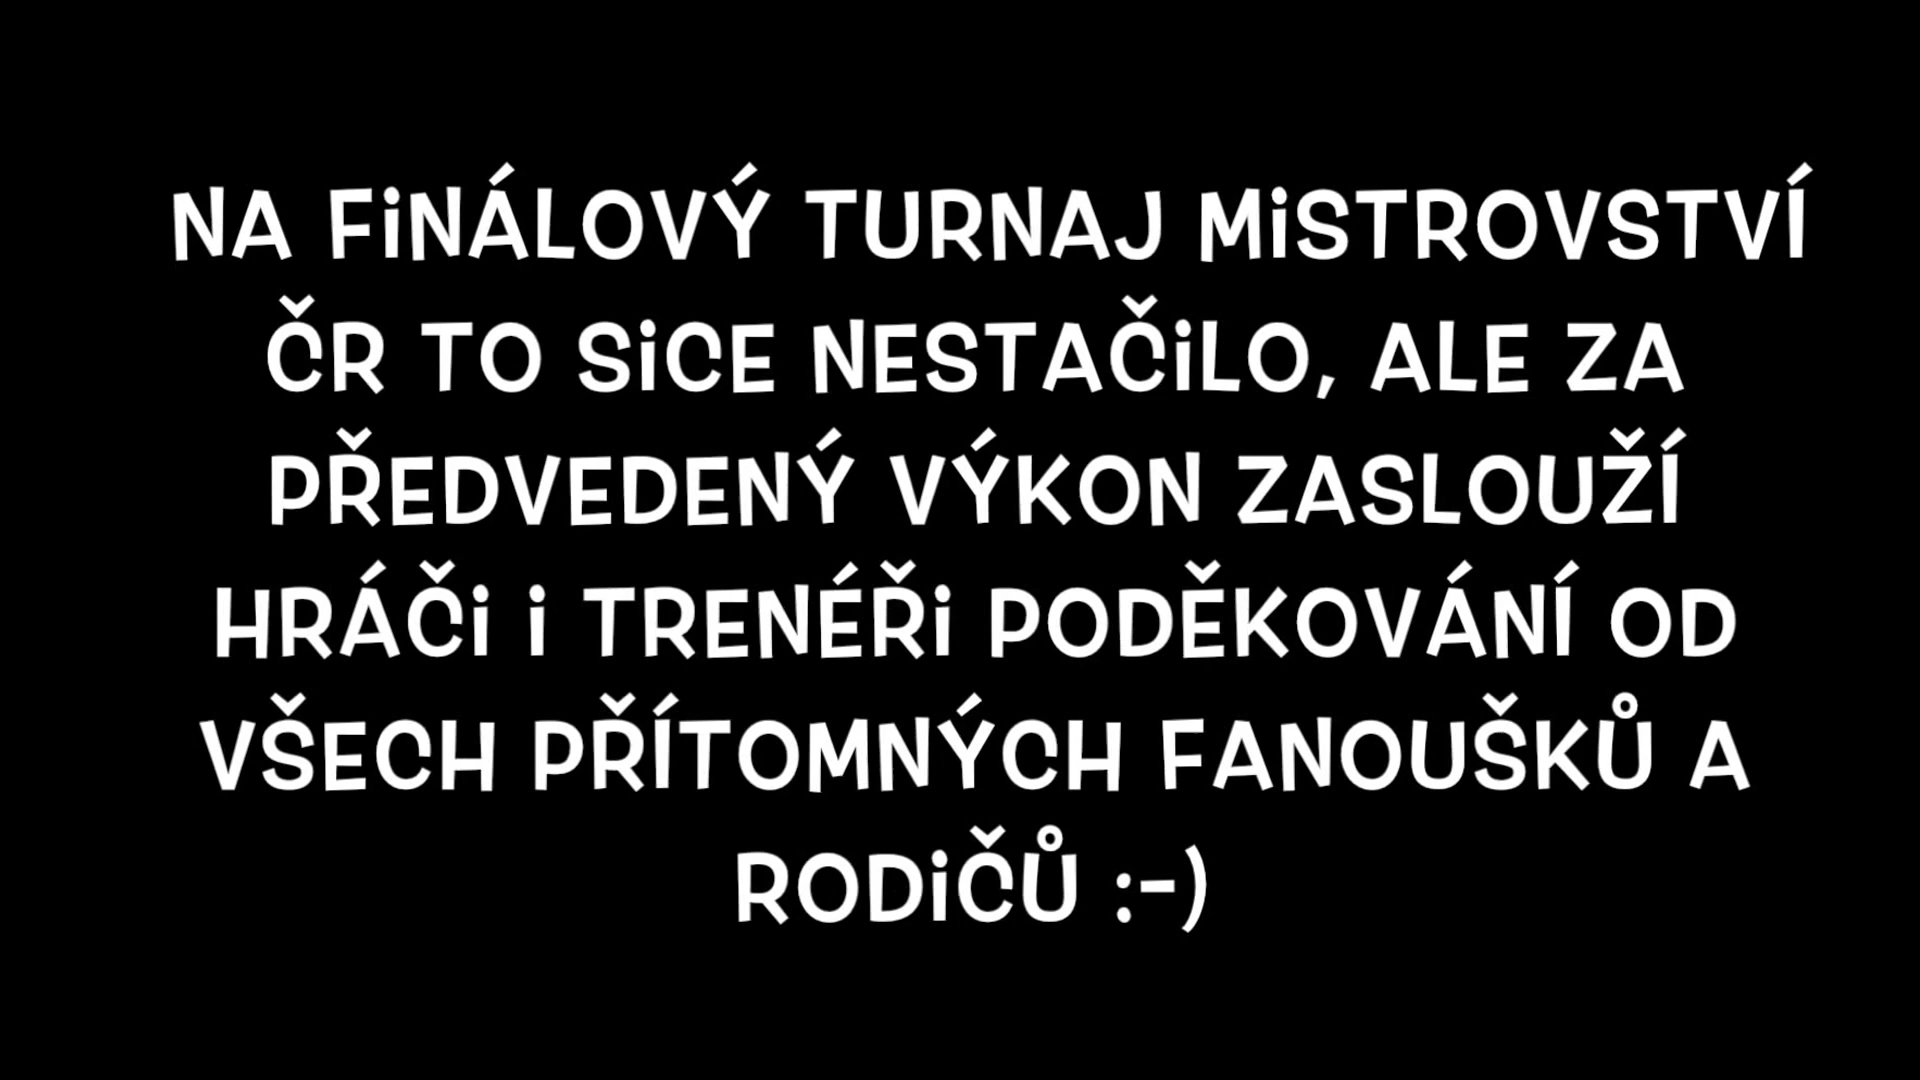 NA FiNÁLOVÝ TURNAJ MiSTROVSTVÍ
ČR TO SiCE NESTAČiLO, ALE ZA
PŘEDVEDENÝ VÝKON ZASLOUŽÍ
HRÁČi i TRENÉŘi PODĚKOVÁNÍ OD
VŠECH PŘÍTOMNÝCH FANOUŠKŮ A
RODiČŮ :-)